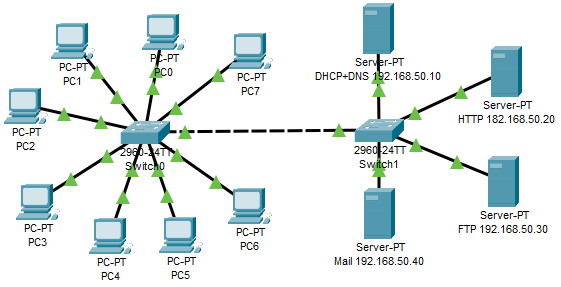 PC-PT
PC1
PC-PT
PC0
PC-PT
PC7
PC-PT
PC2
2960-24TT
Switch0
PC-PT
PC3
PC-PT
PC4
PC-PT
PC5
PC-PT
PC6
Server-PT
DHCP+DNS 192.168.50.10
Server-PT
HTTP 182.168.50.20
2960-24TT
Switch1
Server-PT
FTP 192.168.50.30
Server-PT
Mail 192.168.50.40